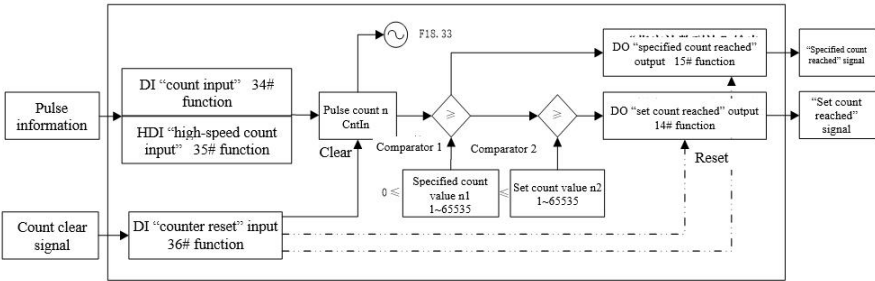 F18.33
DO “specified count reached”
output 15# function
“Specified count
reached” signal
DI “count input” 34#
function
HDI “high-speed count
input” 35# function
Pulse
information
Pulse count n
CntIn
≥
≥
DO “set count reached” output
14# function
“Set count
reached”
signal
Clear
Comparator 1
Comparator 2
Reset
0 ≤
Specified count
value n1
1~65535
≤
Set count value n2
1~65535
Count clear
signal
DI “counter reset” input
36# function